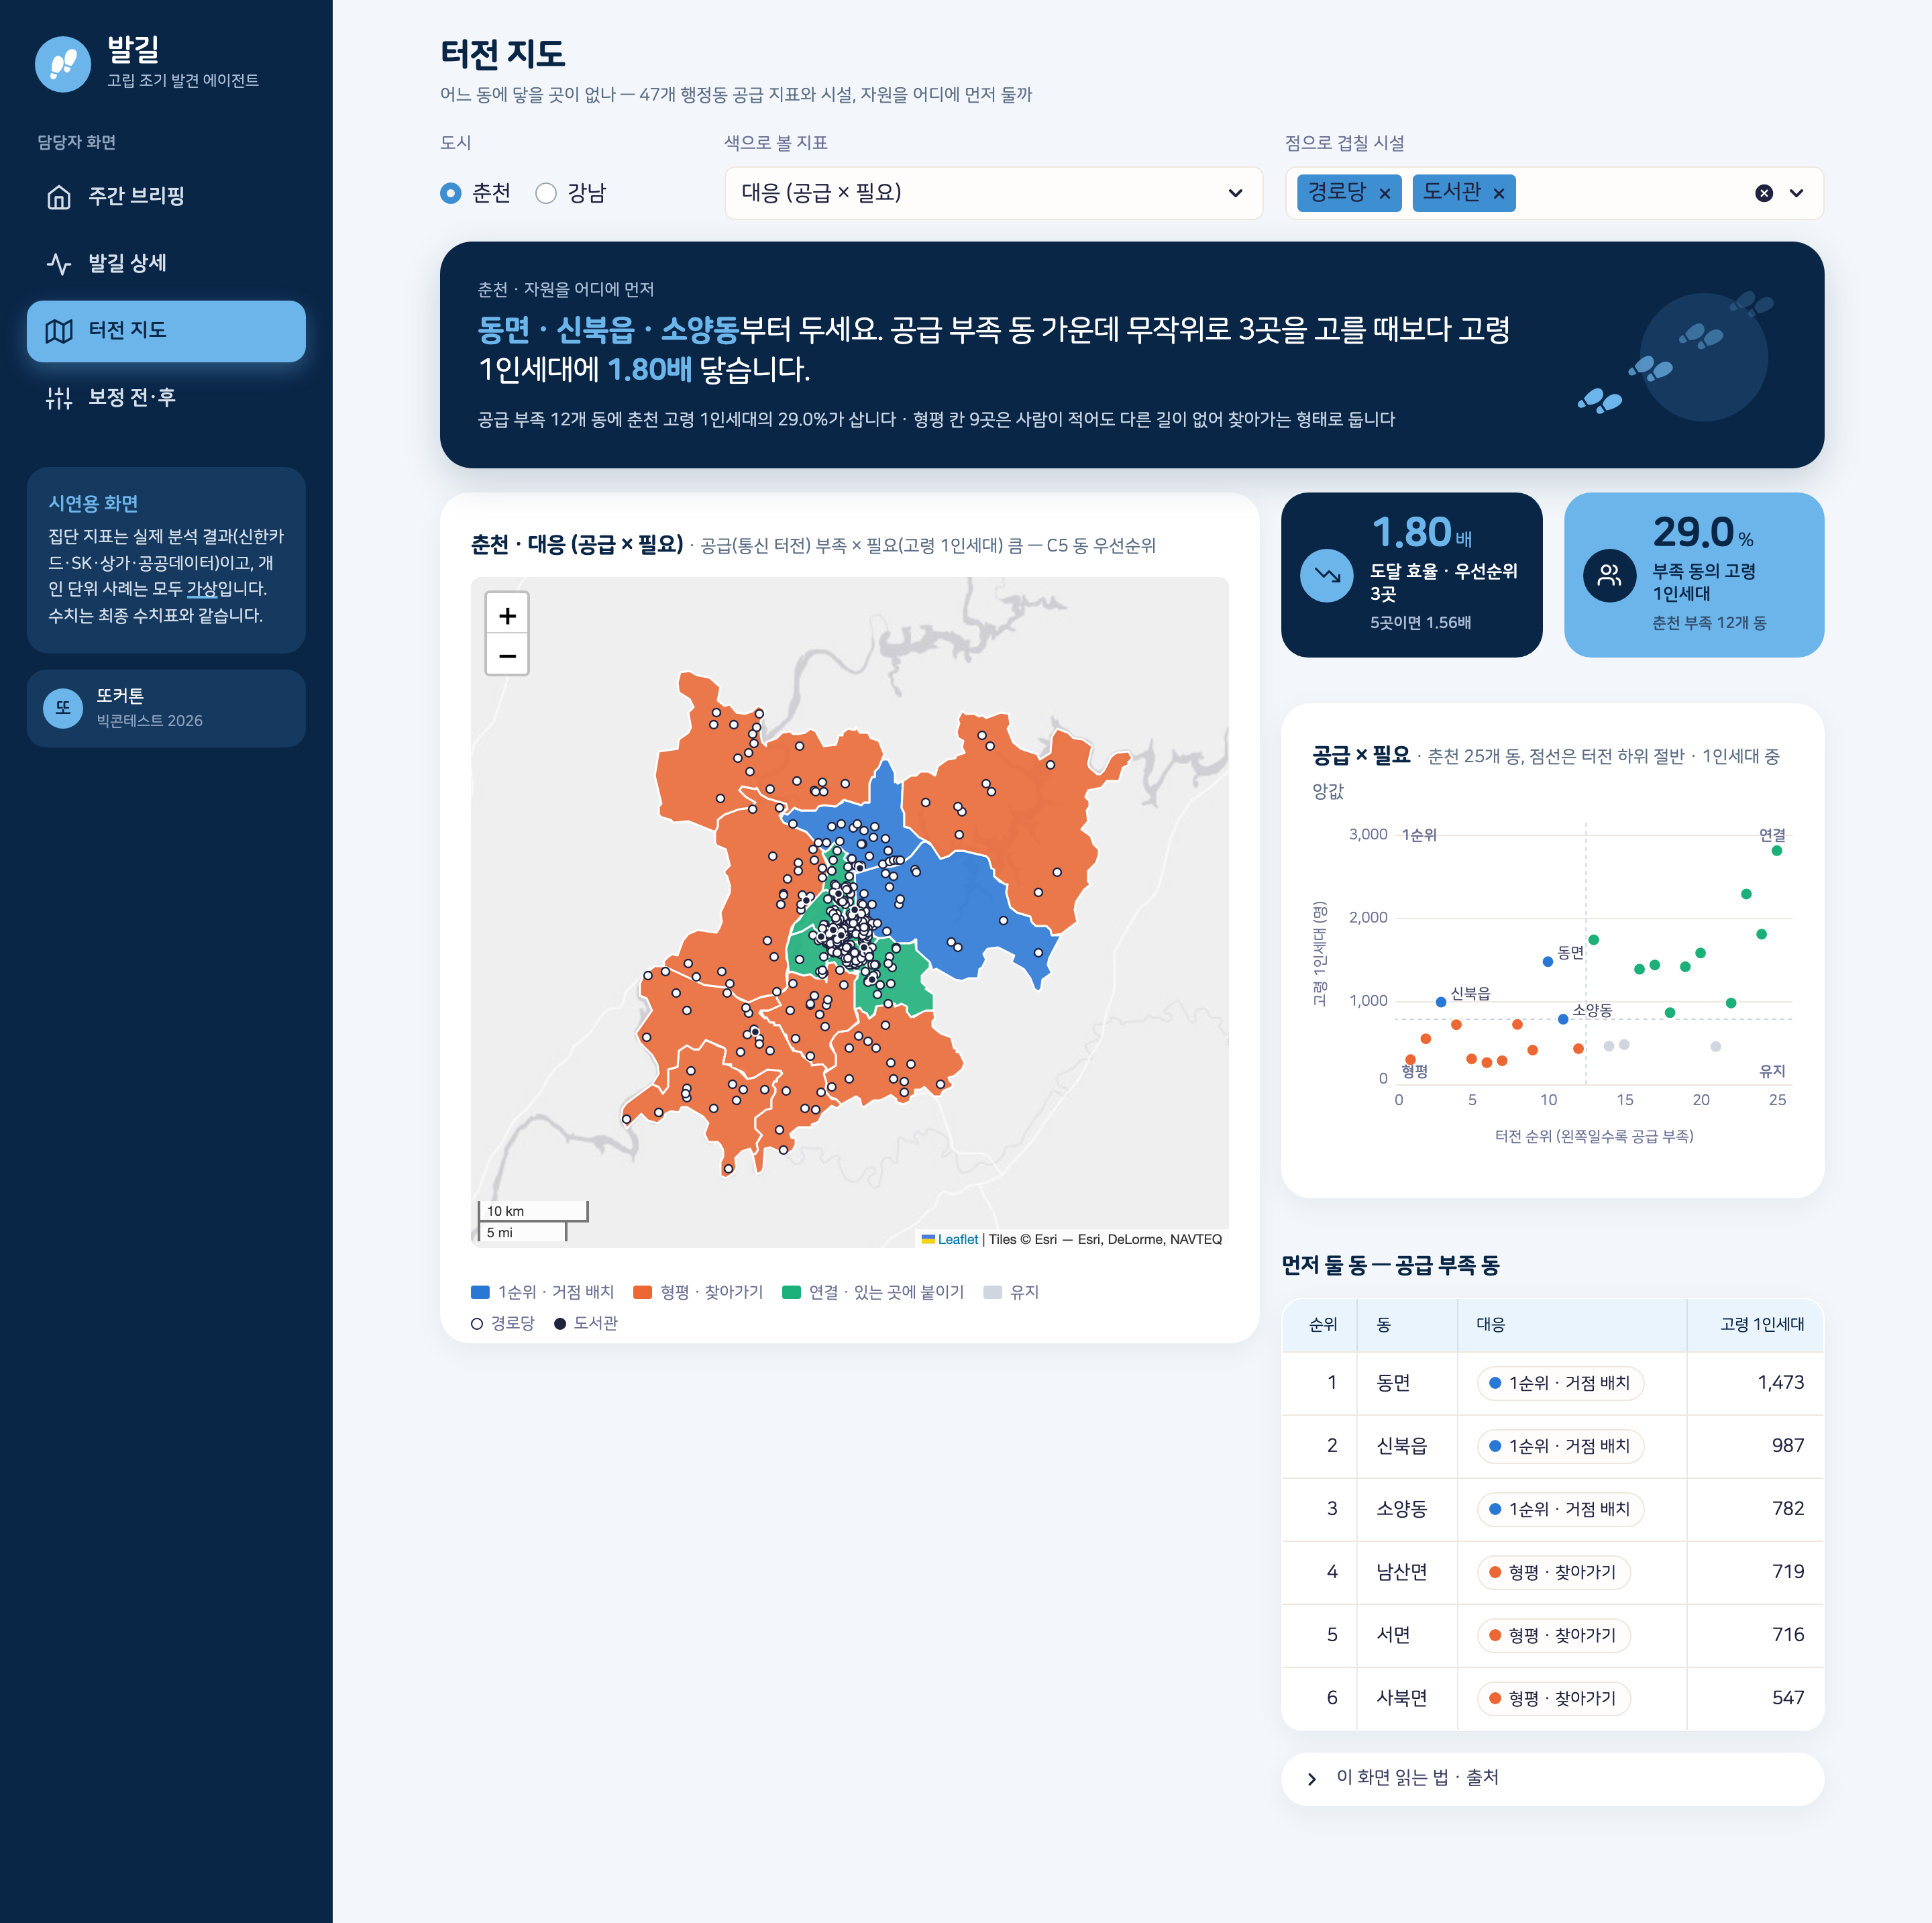 발길
고립 조기 발견 에이전트
담당자 화면
주간 브리핑
발길 상세
터전 지도
보정 전·후
시연용 화면
집단 지표는 실제 분석 결과(신한카
드·SK·상가·공공데이터)이고, 개
인 단위 사례는 모두 가상입니다.
수치는 최종 수치표와 같습니다.
또
또커톤
빅콘테스트 2026
터전 지도
어느 동에 닿을 곳이 없나 — 47개 행정동 공급 지표와 시설, 자원을 어디에 먼저 둘까
도시
색으로 볼 지표
점으로 겹칠 시설
춘천
강남
대응 (공급 × 필요)
경로당 ×
도서관 ×
춘천 · 자원을 어디에 먼저
동면 · 신북읍 · 소양동부터 두세요. 공급 부족 동 가운데 무작위로 3곳을 고를 때보다 고령
1인세대에 1.80배 닿습니다.
공급 부족 12개 동에 춘천 고령 1인세대의 29.0%가 삽니다 · 형평 칸 9곳은 사람이 적어도 다른 길이 없어 찾아가는 형태로 둡니다
춘천 · 대응 (공급 × 필요) · 공급(통신 터전) 부족 × 필요(고령 1인세대) 큼 — C5 동 우선순위
+
−
10 km
5 mi
Leaflet | Tiles © Esri — Esri, DeLorme, NAVTEQ
1순위 · 거점 배치
형평 · 찾아가기
연결 · 있는 곳에 붙이기
유지
경로당
도서관
1.80 배
도달 효율 · 우선순위
3곳
5곳이면 1.56배
29.0 %
부족 동의 고령
1인세대
춘천 부족 12개 동
공급 × 필요 · 춘천 25개 동, 점선은 터전 하위 절반 · 1인세대 중
앙값
3,000
1순위
연결
2,000
동면
신북읍
1,000
소양동
형평
유지
0
고령 1인세대 (명)
0 5 10 15 20 25
터전 순위 (왼쪽일수록 공급 부족)
먼저 둘 동 — 공급 부족 동
순위 동 대응 고령 1인세대
1 동면 1순위 · 거점 배치 1,473
2 신북읍 1순위 · 거점 배치 987
3 소양동 1순위 · 거점 배치 782
4 남산면 형평 · 찾아가기 719
5 서면 형평 · 찾아가기 716
6 사북면 형평 · 찾아가기 547
이 화면 읽는 법 · 출처